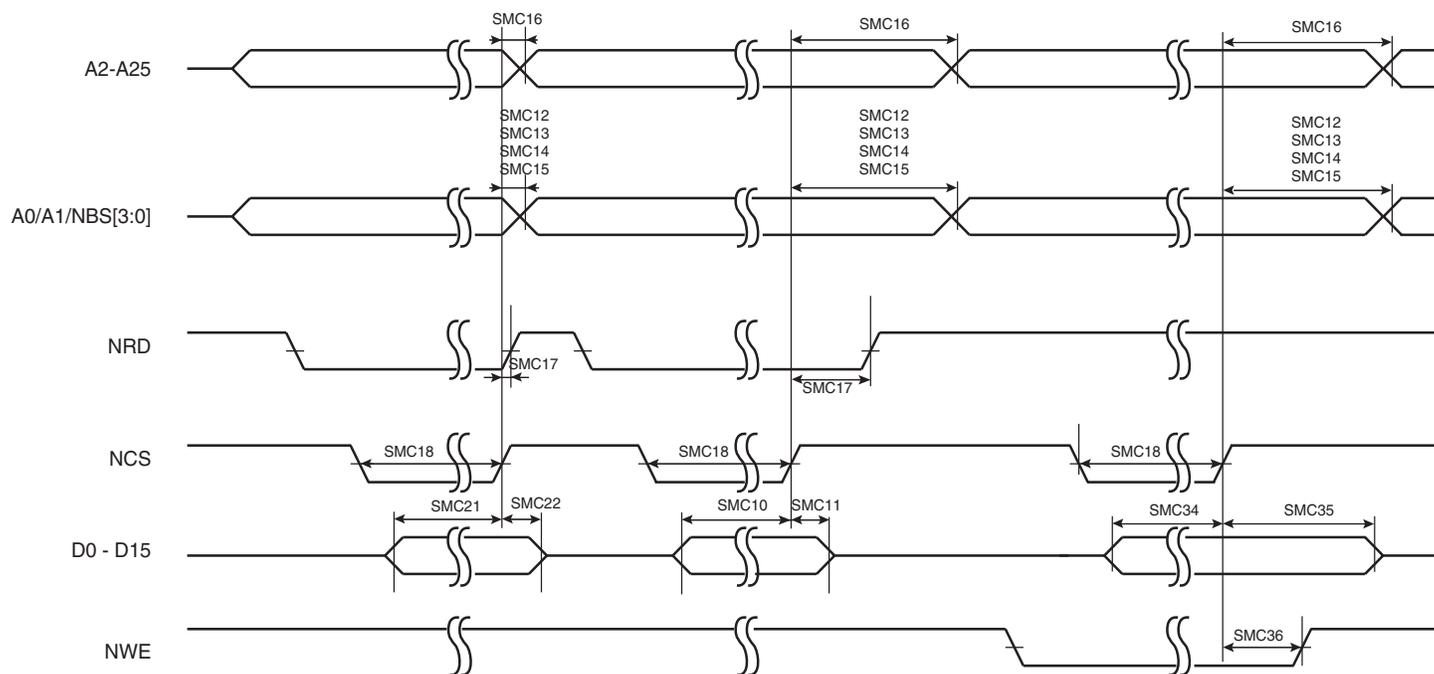 SMC16
SMC16
SMC16
A2-A25
SMC12
SMC13
SMC14
SMC15
SMC12
SMC13
SMC14
SMC15
SMC12
SMC13
SMC14
SMC15
A0/A1/NBS[3:0]
NRD
SMC17
SMC17
NCS
SMC18
SMC18
SMC18
SMC21
SMC22
SMC10
SMC11
SMC34
SMC35
D0 - D15
NWE
SMC36